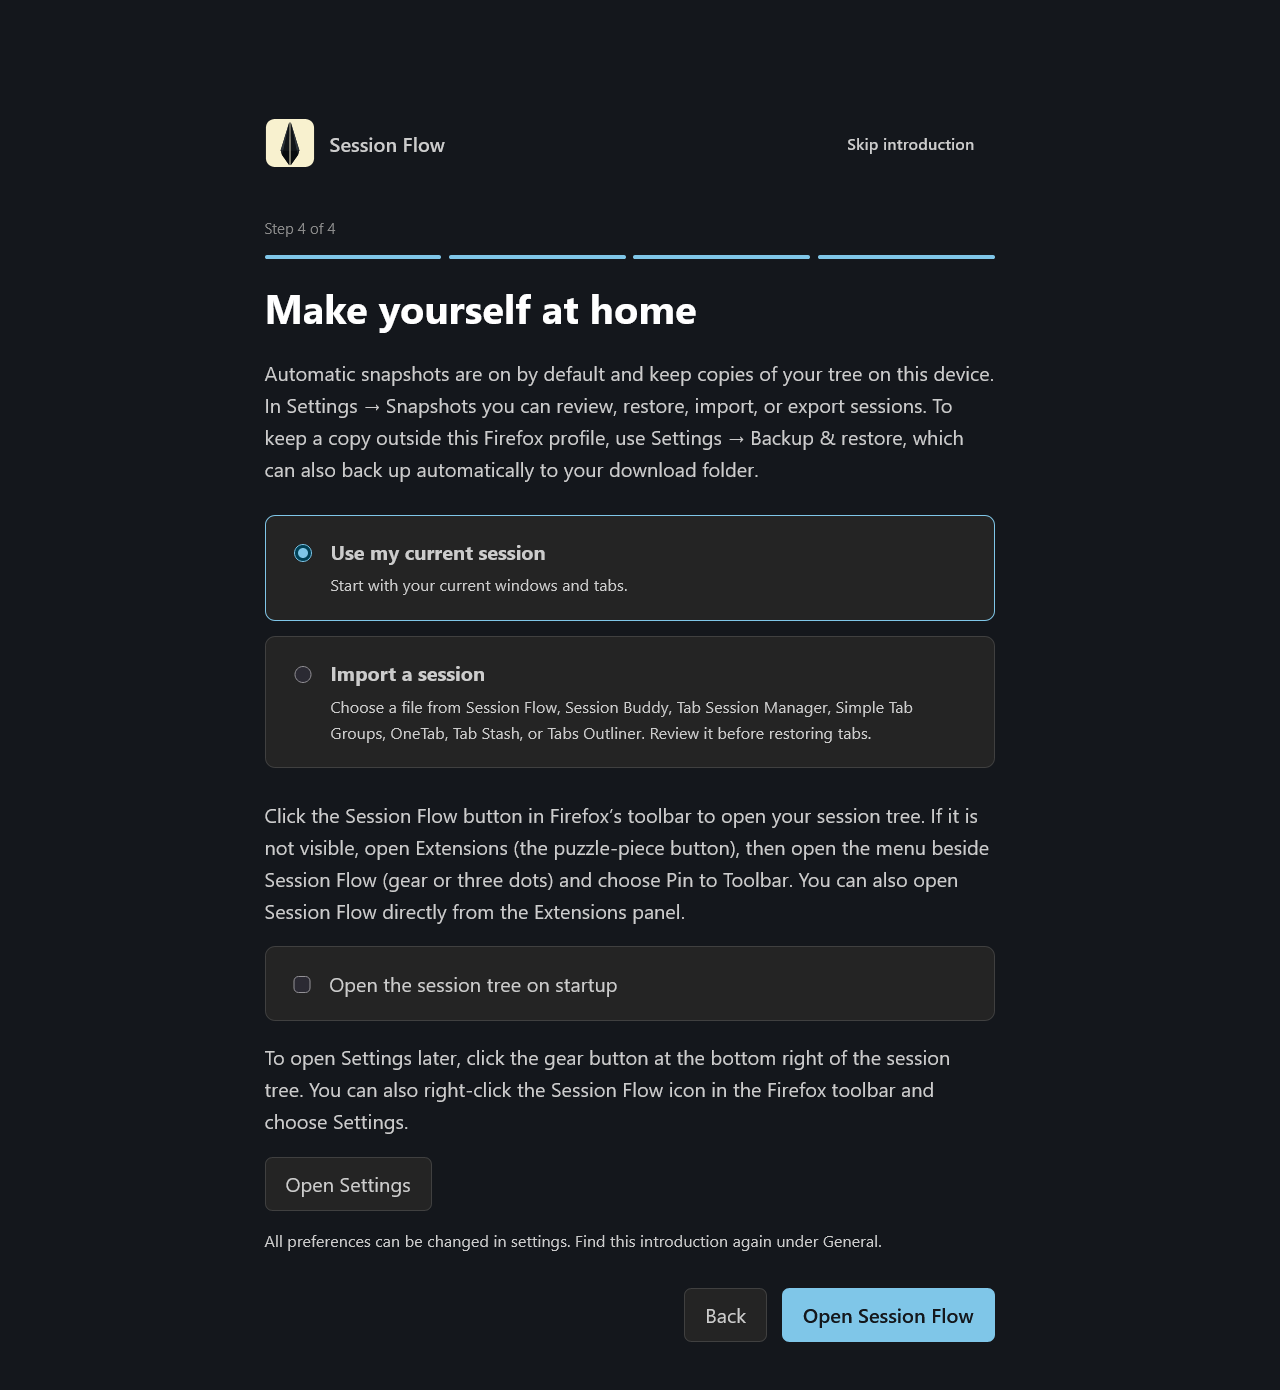 Session Flow
Skip introduction
Step 4 of 4
Make yourself at home
Automatic snapshots are on by default and keep copies of your tree on this device.
In Settings → Snapshots you can review, restore, import, or export sessions. To
keep a copy outside this Firefox profile, use Settings → Backup & restore, which
can also back up automatically to your download folder.
Use my current session
Start with your current windows and tabs.
Import a session
Choose a file from Session Flow, Session Buddy, Tab Session Manager, Simple Tab
Groups, OneTab, Tab Stash, or Tabs Outliner. Review it before restoring tabs.
Click the Session Flow button in Firefox’s toolbar to open your session tree. If it is
not visible, open Extensions (the puzzle-piece button), then open the menu beside
Session Flow (gear or three dots) and choose Pin to Toolbar. You can also open
Session Flow directly from the Extensions panel.
Open the session tree on startup
To open Settings later, click the gear button at the bottom right of the session
tree. You can also right-click the Session Flow icon in the Firefox toolbar and
choose Settings.
Open Settings
All preferences can be changed in settings. Find this introduction again under General.
Back
Open Session Flow